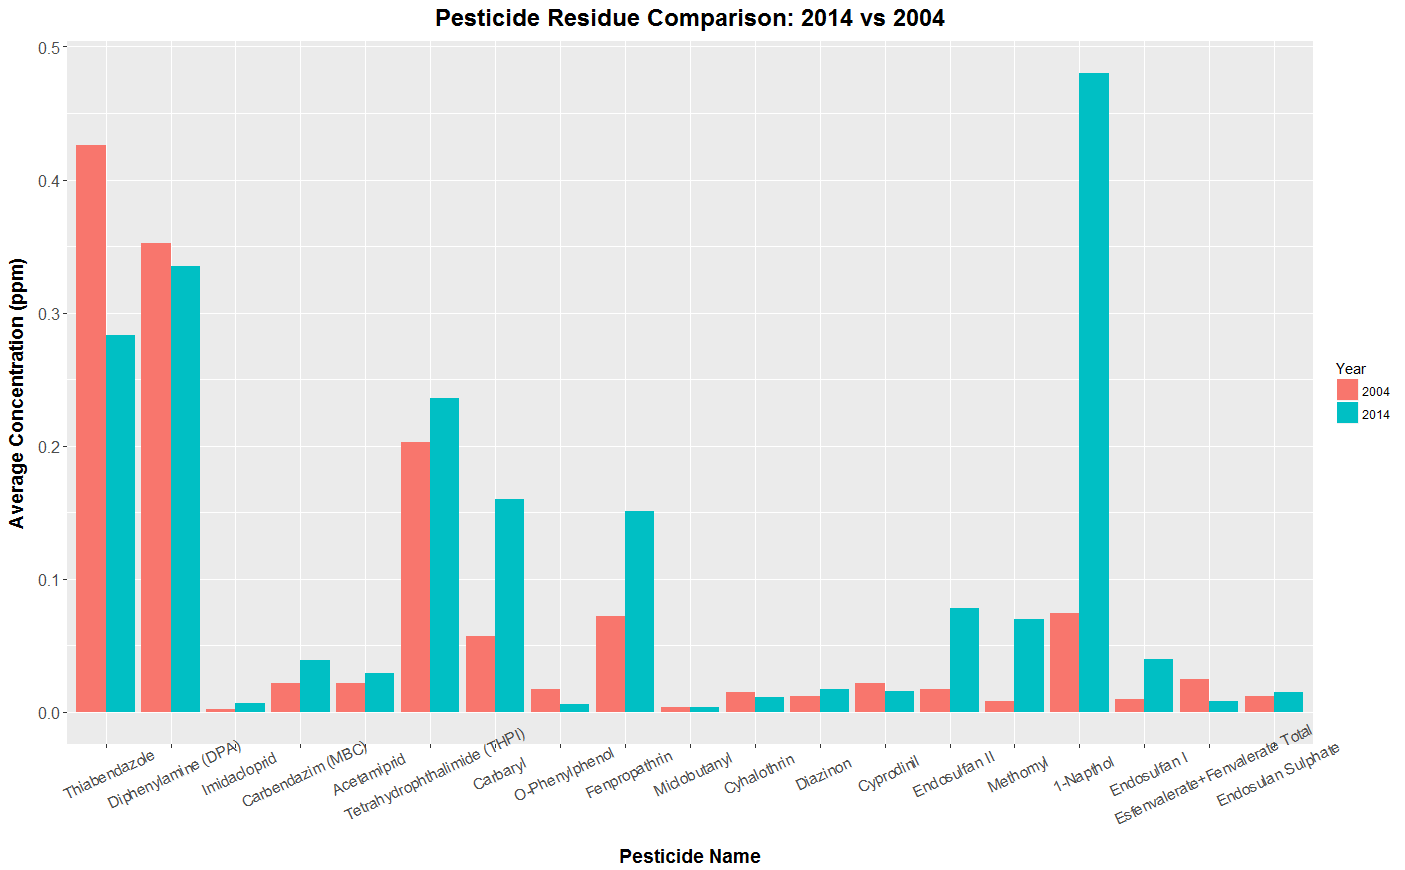 Pesticide Residue Comparison: 2014 vs 2004
Average Concentration (ppm)
0.5
0.4
0.3
0.2
0.1
0.0
Thiabendazole
Diphenylamine (DPA)
Imidacloprid
Carbendazim (MBC)
Acetamiprid
Tetrahydrophthalimide (THPI)
Carbaryl
O-Phenylphenol
Fenpropathrin
Miclobutanyl
Cyhalothrin
Diazinon
Cyprodinil
Endosulfan II
Methomyl
1-Napthol
Endosulfan I
Esfenvalerate+Fenvalerate Total
Endosulan Sulphate
Pesticide Name
Year
2004
2014